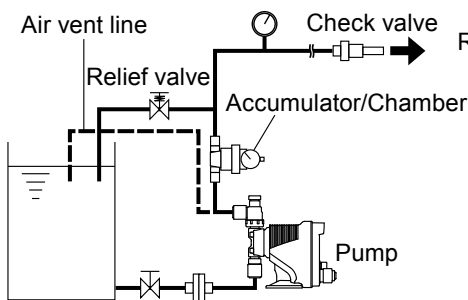 Air vent line
Check valve
R
Relief valve
Accumulator/Chamber
Pump